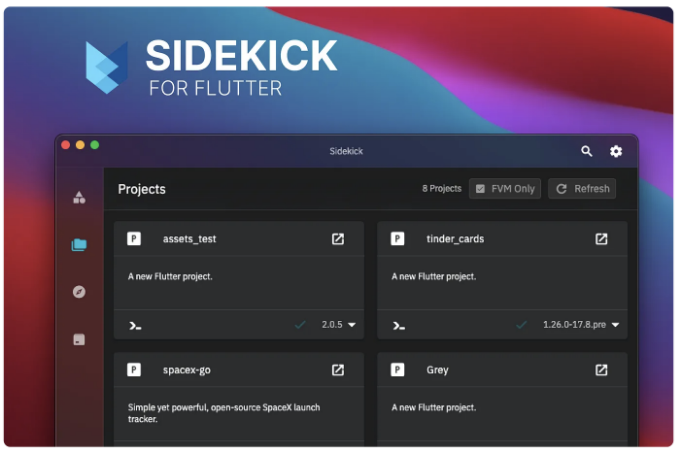 SIDEKICK
FOR FLUTTER
Sidekick
Projects
8 Projects
FVM Only
Refresh
P
assets_test
A new Flutter project.
2.0.5
P
tinder_cards
A new Flutter project.
1.26.0-17.8.pre
P
spacex-go
Simple yet powerful, open-source SpaceX launch
tracker.
P
Grey
A new Flutter project.